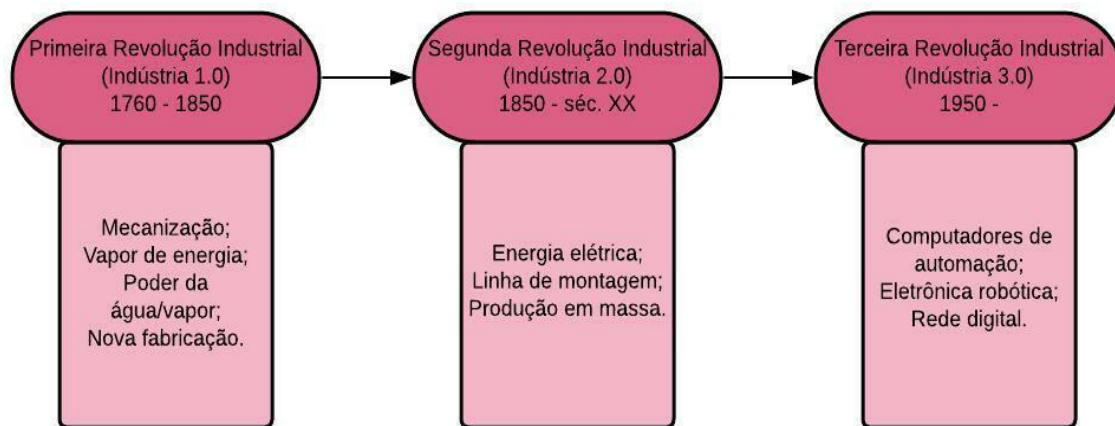 Primeira Revolução Industrial
(Indústria 1.0)
1760 - 1850
Mecanização;
Vapor de energia;
Poder da
água/vapor;
Nova fabricação.
Segunda Revolução Industrial
(Indústria 2.0)
1850 - séc. XX
Energia elétrica;
Linha de montagem;
Produção em massa.
Terceira Revolução Industrial
(Indústria 3.0)
1950 -
Computadores de
automação;
Eletrônica robótica;
Rede digital.